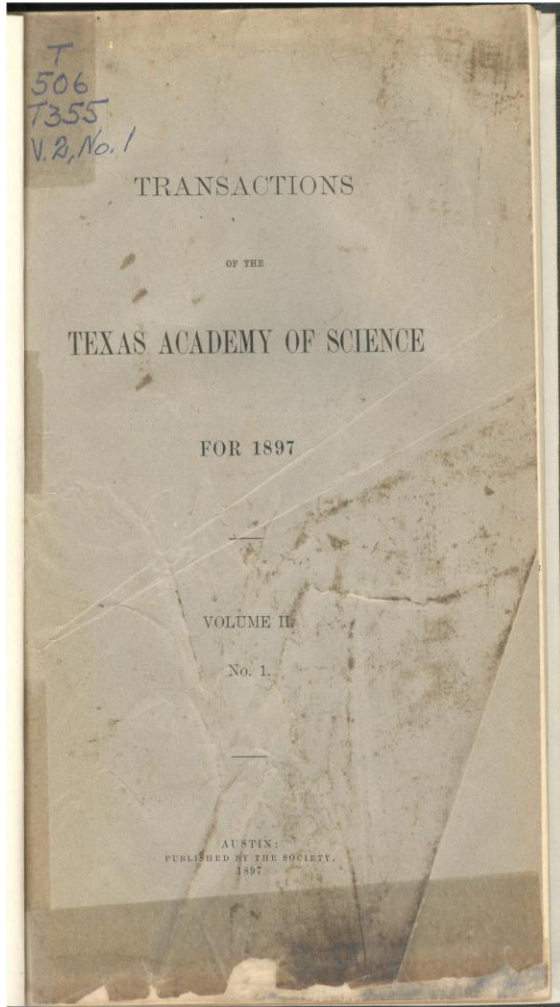 T
506
T355
V.2, No. 1
TRANSACTIONS
OF THE
TEXAS ACADEMY OF SCIENCE
FOR 1897
VOLUME II.
No. 1.
AUSTIN:
PUBLISHED BY THE SOCIETY.
1897